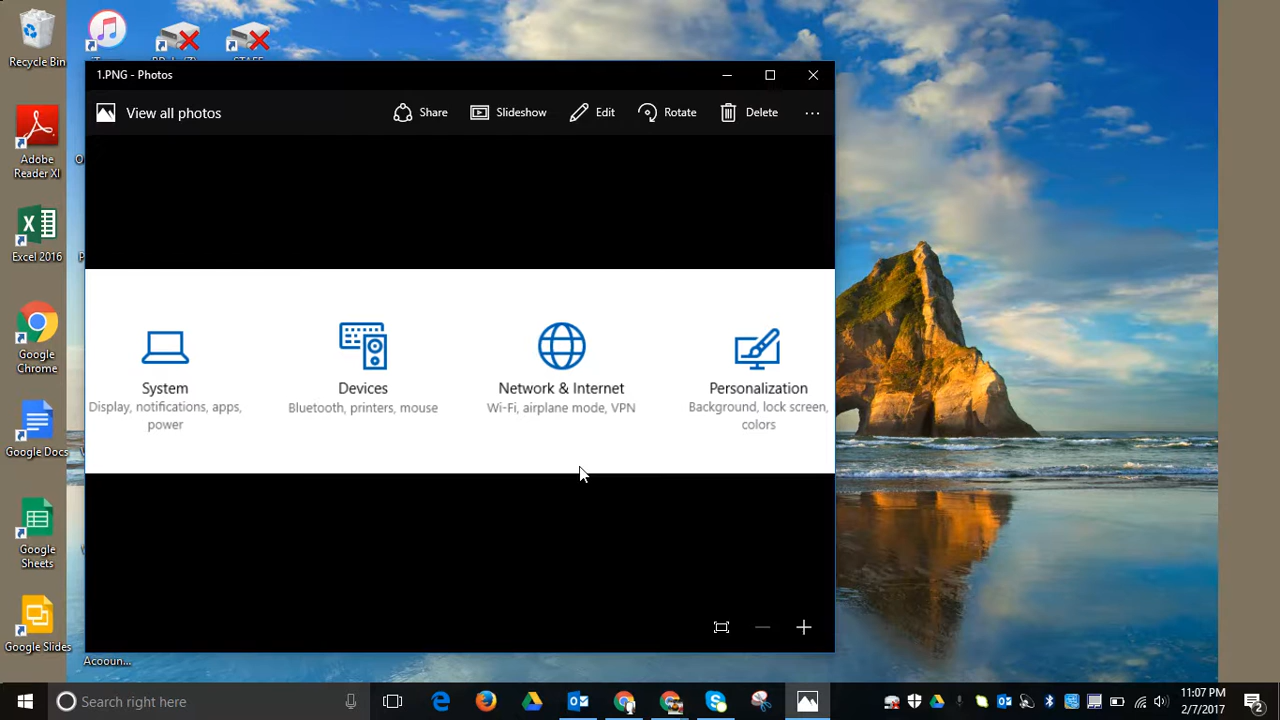 Recycle Bin
1.PNG - Photos
View all photos
Share
Slideshow
Edit
Rotate
Delete
Adobe
Reader XI
Excel 2016
System
Display, notifications, apps,
power
Devices
Bluetooth, printers, mouse
Network & Internet
Wi-Fi, airplane mode, VPN
Personalization
Background, lock screen,
colors
Google
Chrome
Google Docs
Google
Sheets
Google Slides
Acooun...
Search right here
11:07 PM
2/7/2017
2